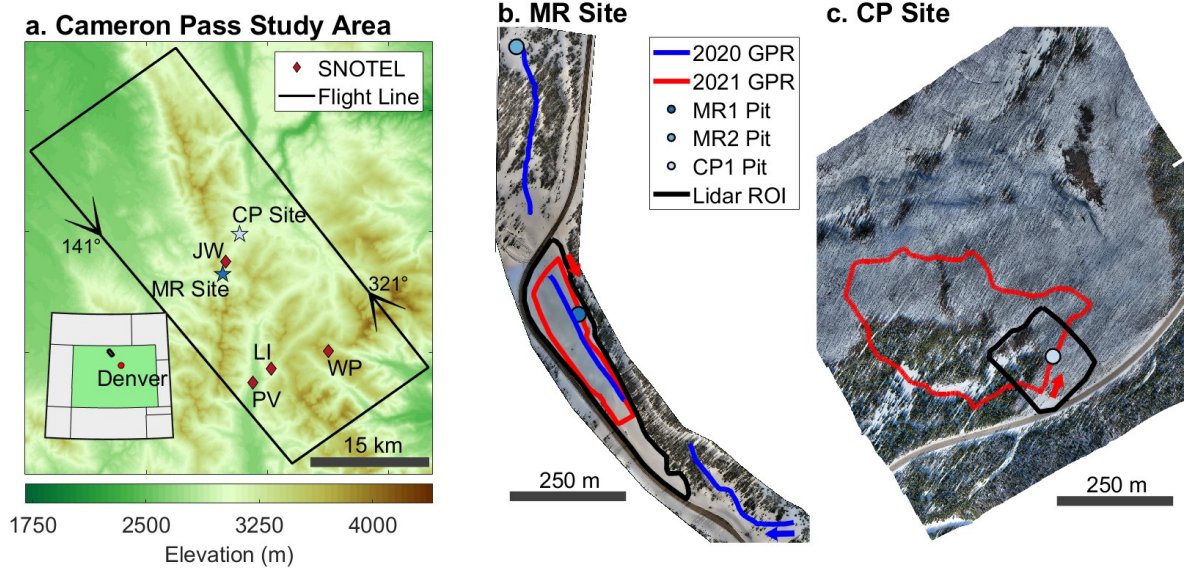 a. Cameron Pass Study Area
SNOTEL
Flight Line
CP Site
141°
JW
MR Site
321°
LI
WP
PV
Denver
15 km
1750 2500 3250 4000
Elevation (m)
b. MR Site
2020 GPR
2021 GPR
MR1 Pit
MR2 Pit
CP1 Pit
Lidar ROI
250 m
c. CP Site
250 m